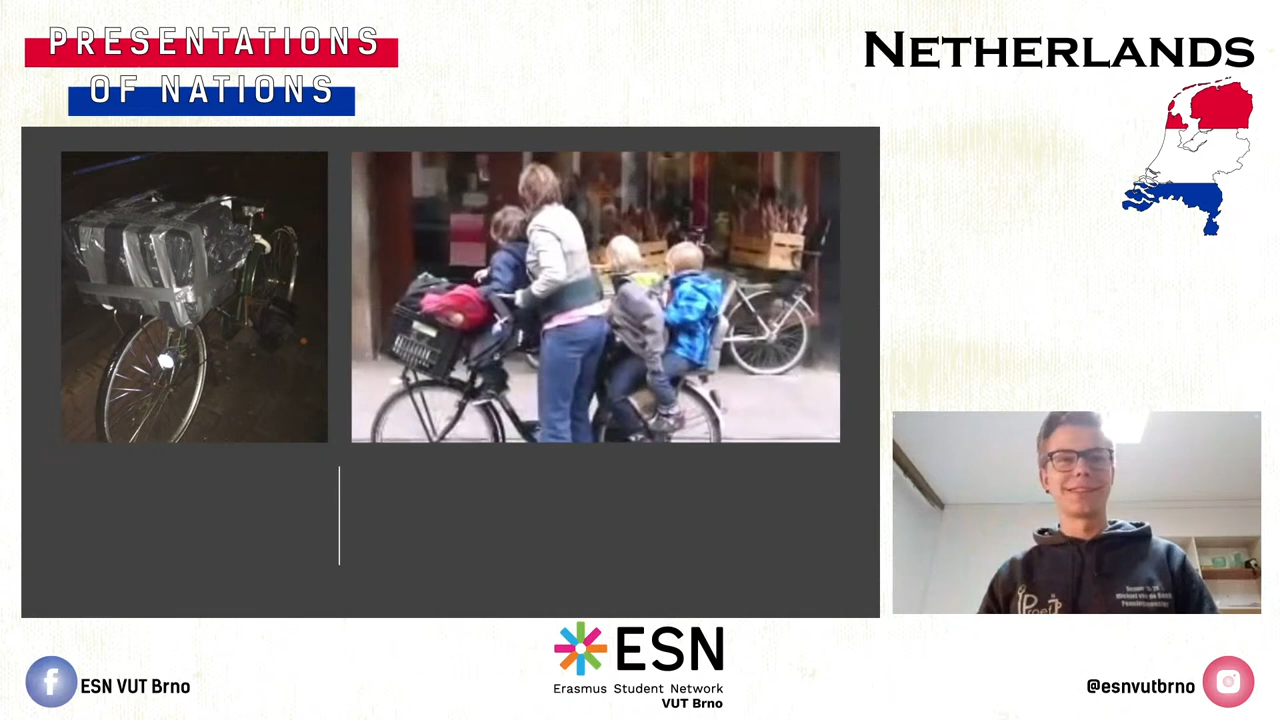 PRESENTATIONS
OF NATIONS
NETHERLANDS
ESN
Erasmus Student Network
VUT Brno
ESN VUT Brno
@esnvutbrno